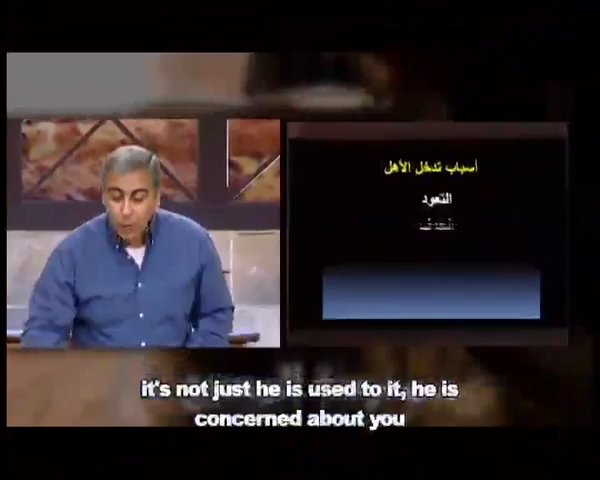 أسباب تدخل الأهل
التعود
it's not just he is used to it, he is
concerned about you